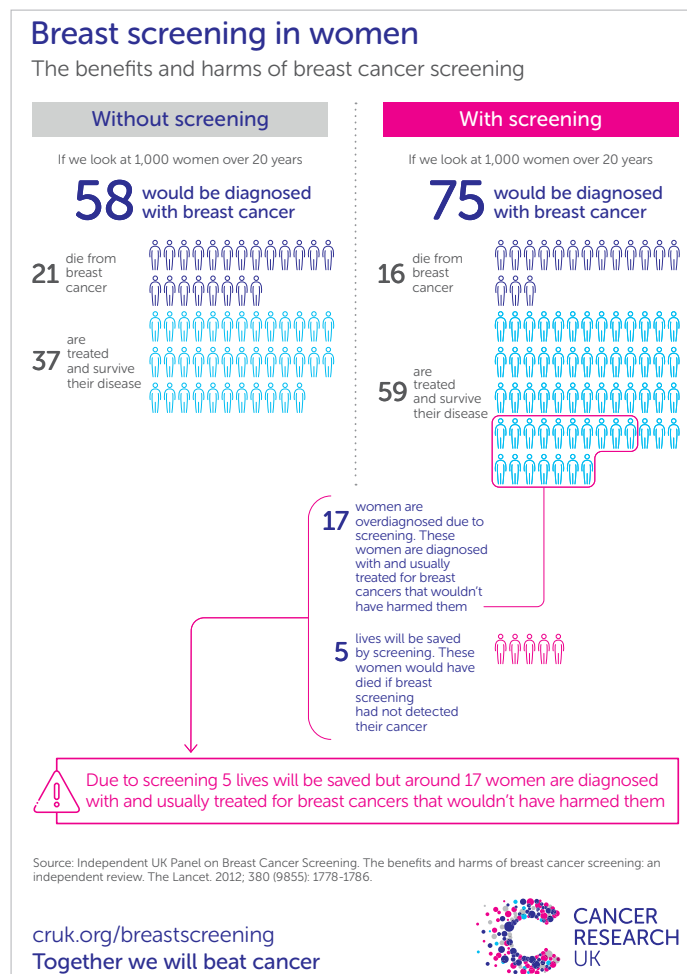 Breast screening in women
The benefits and harms of breast cancer screening
Without screening
If we look at 1,000 women over 20 years
58 would be diagnosed
with breast cancer
21 die from
breast
cancer
37 are
treated
and survive
their disease
With screening
If we look at 1,000 women over 20 years
75 would be diagnosed
with breast cancer
16 die from
breast
cancer
59 are
treated
and survive
their disease
17 women are
overdiagnosed due to
screening. These
women are diagnosed
with and usually
treated for breast
cancers that wouldn't
have harmed them
5 lives will be saved
by screening. These
women would have
died if breast
screening
had not detected
their cancer
Due to screening 5 lives will be saved but around 17 women are diagnosed
with and usually treated for breast cancers that wouldn't have harmed them
Source: Independent UK Panel on Breast Cancer Screening. The benefits and harms of breast cancer screening: an
independent review. The Lancet. 2012; 380 (9855): 1778-1786.
cruk.org/breastscreening
Together we will beat cancer
CANCER
RESEARCH
UK